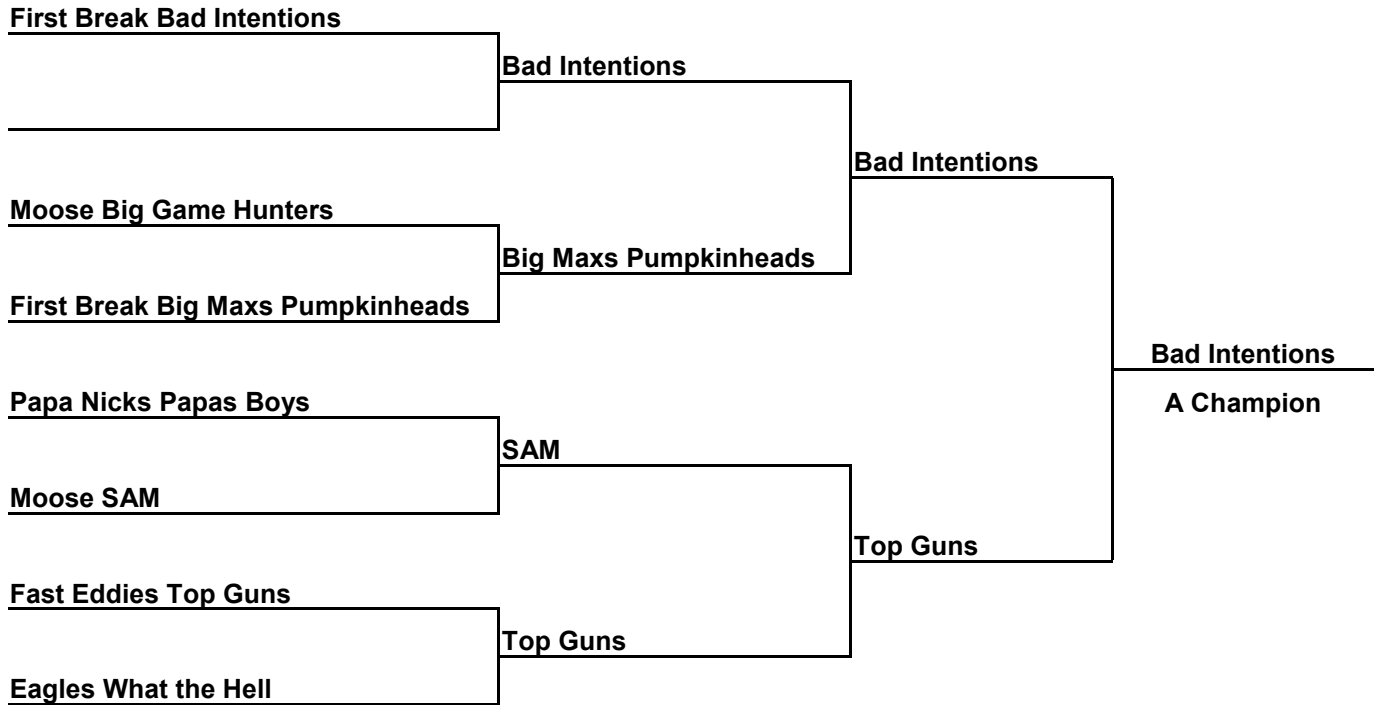 First Break Bad Intentions
Bad Intentions
Bad Intentions
Moose Big Game Hunters
Big Maxs Pumpkinheads
First Break Big Maxs Pumpkinheads
Bad Intentions
Papa Nicks Papas Boys
A Champion
SAM
Moose SAM
Top Guns
Fast Eddies Top Guns
Top Guns
Eagles What the Hell